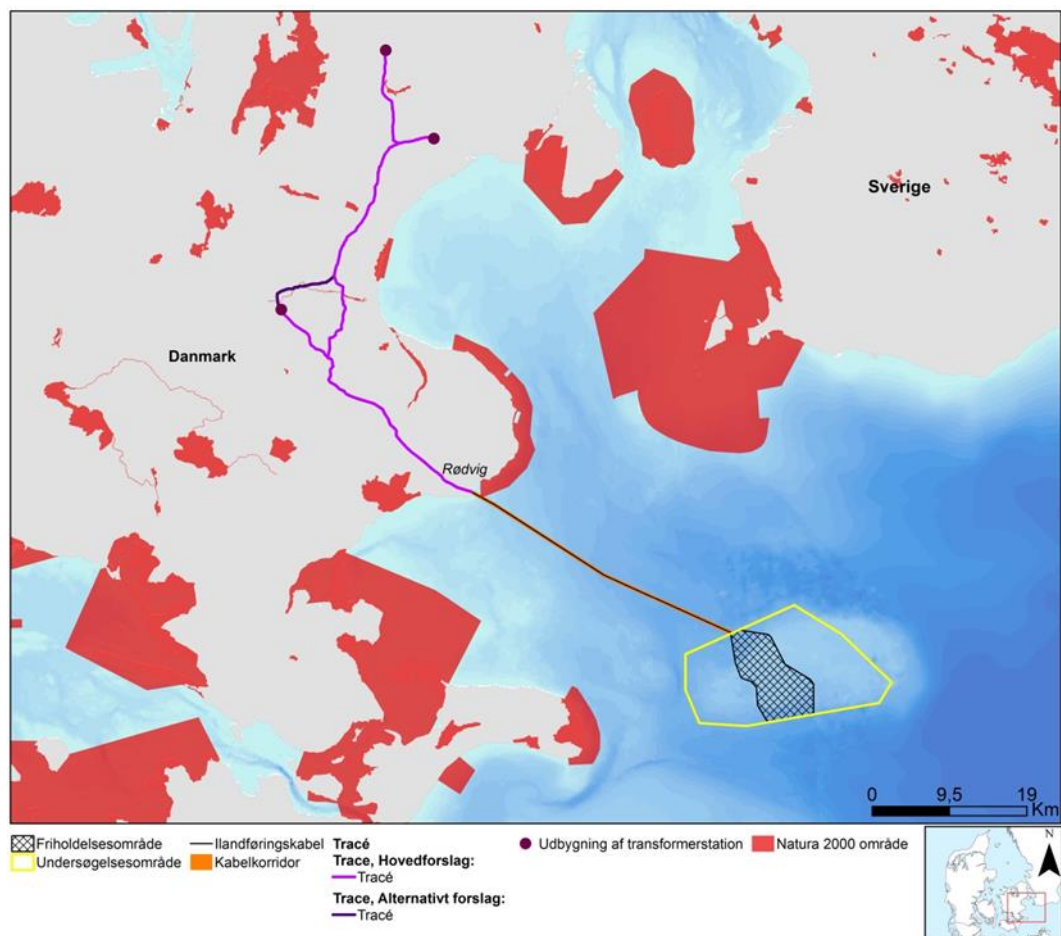 Sverige
Danmark
Rødvig
0 9,5 19
Km
Friholdelsesområde
Undersøgelsesområde
Ilandføringskabel
Kabelkorridor
Tracé
Trace, Hovedforslag:
Tracé
Trace, Alternativt forslag:
Tracé
Udbygning af transformerstation
Natura 2000 område
N